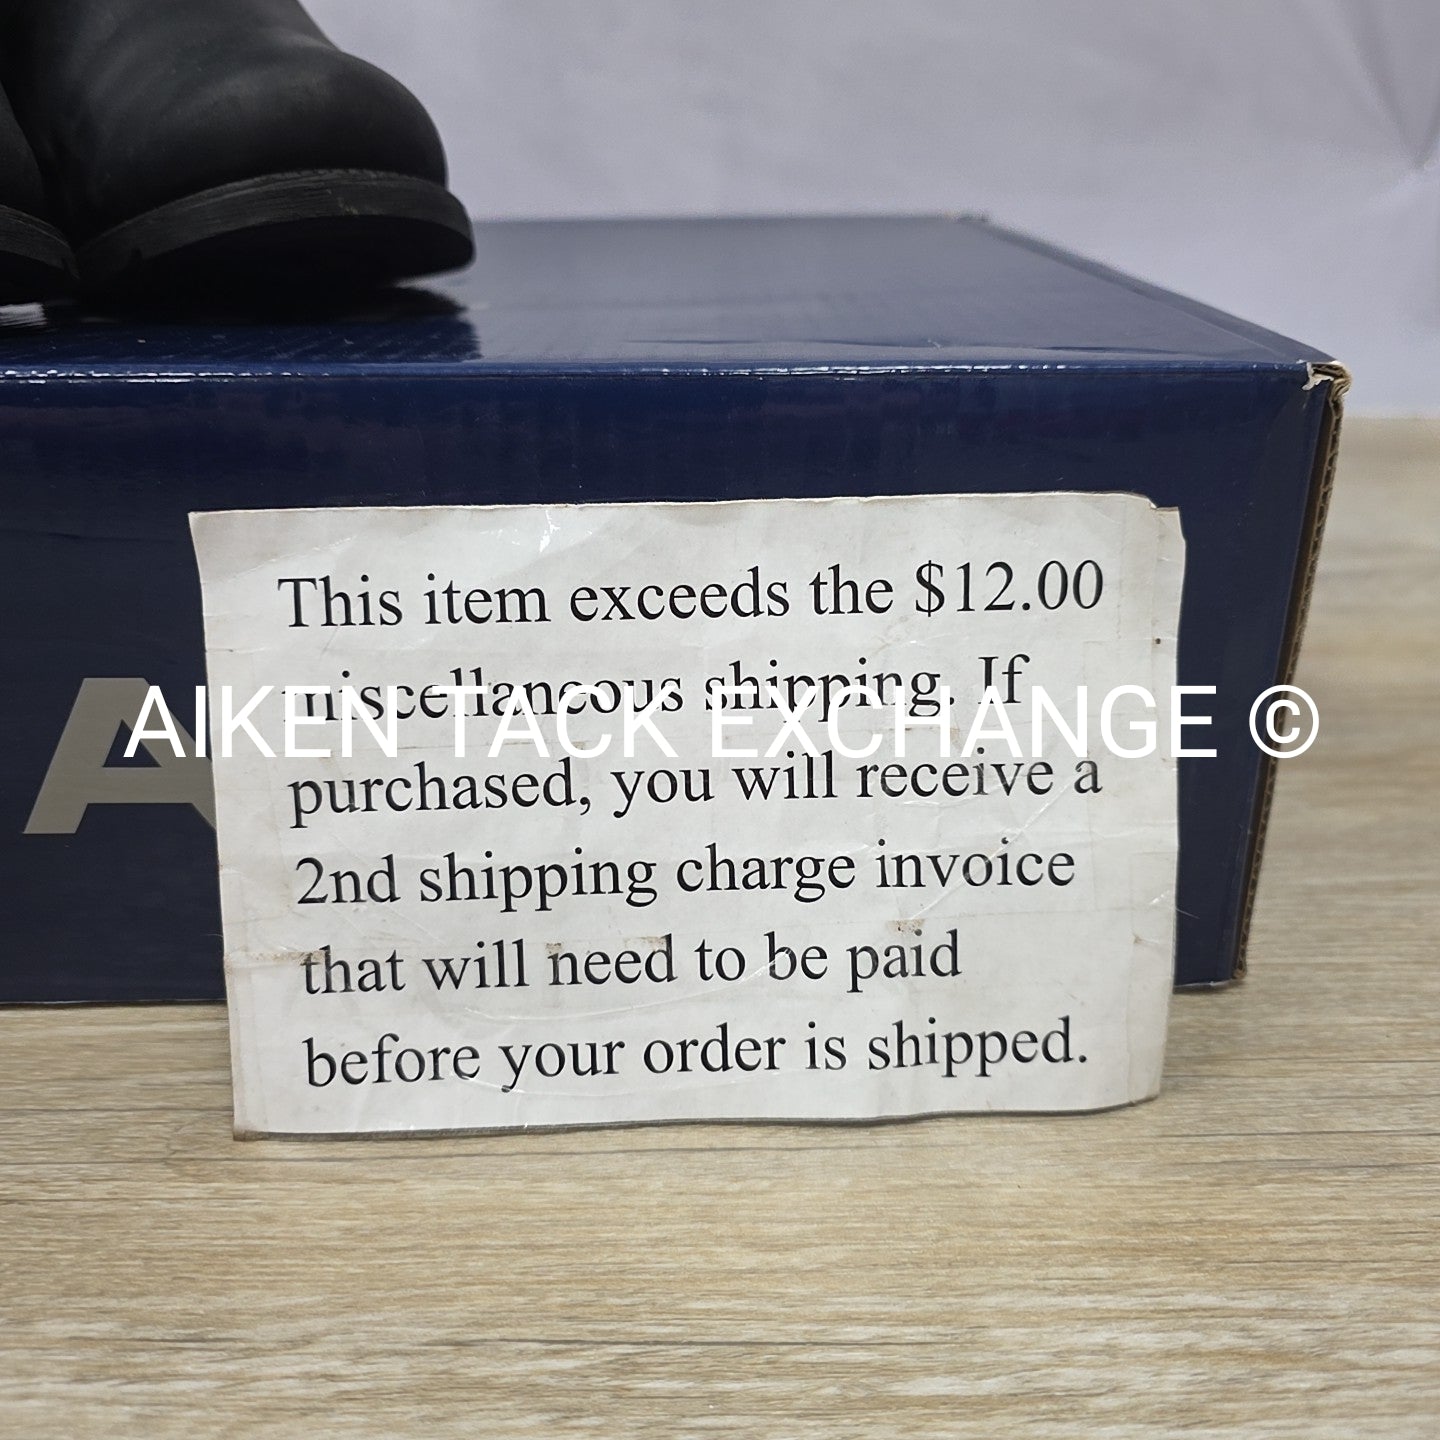 This item exceeds the $12.00
miscellaneous shipping. If
AIKEN TACK EXCHANGE ©
purchased, you will receive a
2nd shipping charge invoice
that will need to be paid
before your order is shipped.
A